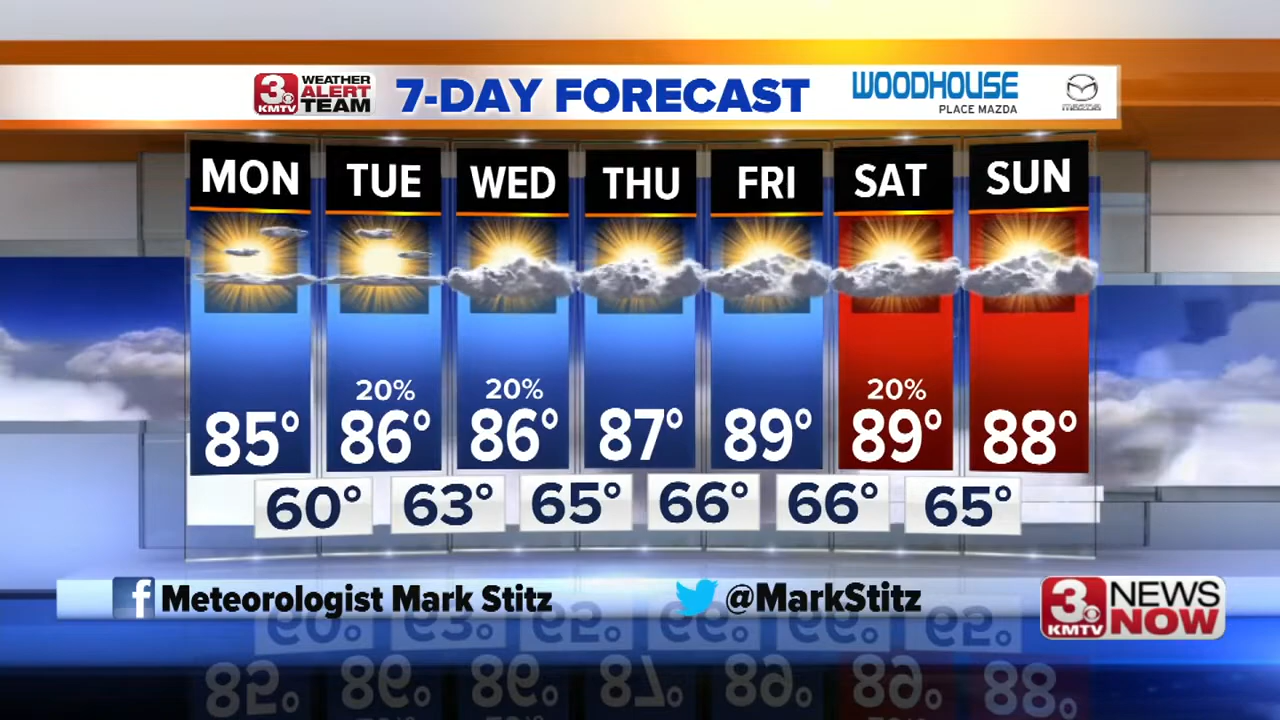 3 KMTV WEATHER ALERT TEAM
7-DAY FORECAST
WOODHOUSE
PLACE MAZDA
MON TUE WED THU FRI SAT SUN
20% 20% 20%
85° 86° 86° 87° 89° 89° 88°
60° 63° 65° 66° 66° 65°
f Meteorologist Mark Stitz @MarkStitz
3 KMTV NEWS NOW